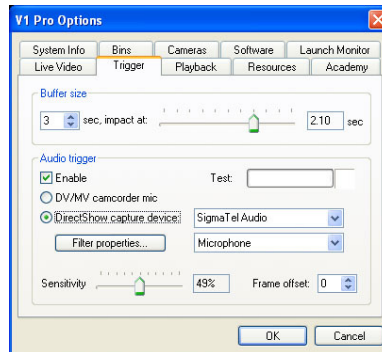 V1 Pro Options
System Info Bins Cameras Software Launch Monitor
Live Video Trigger Playback Resources Academy
Buffer size
3 sec, impact at: 2.10 sec
Audio trigger
Enable Test:
DV/MV camcorder mic
DirectShow capture device: SigmaTel Audio
Filter properties... Microphone
Sensitivity 49% Frame offset: 0
OK Cancel